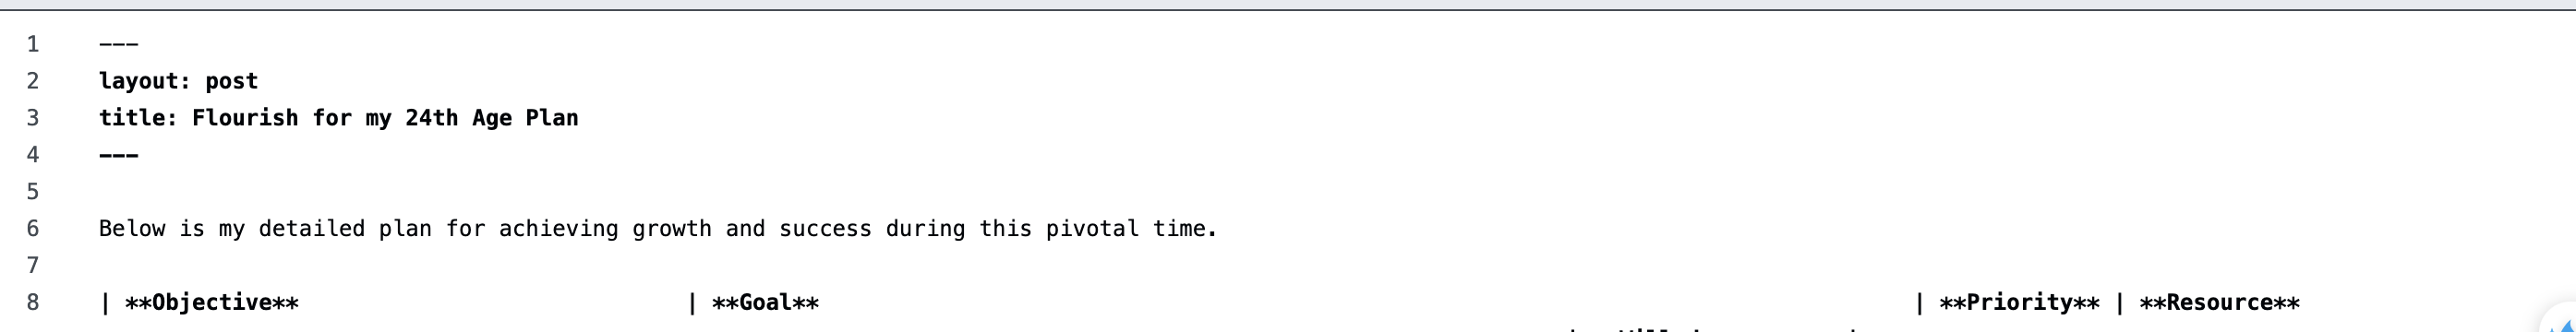 1 ---
2 layout: post
3 title: Flourish for my 24th Age Plan
4 ---
5
6 Below is my detailed plan for achieving growth and success during this pivotal time.
7
8 | **Objective** | **Goal** | **Priority** | **Resource**